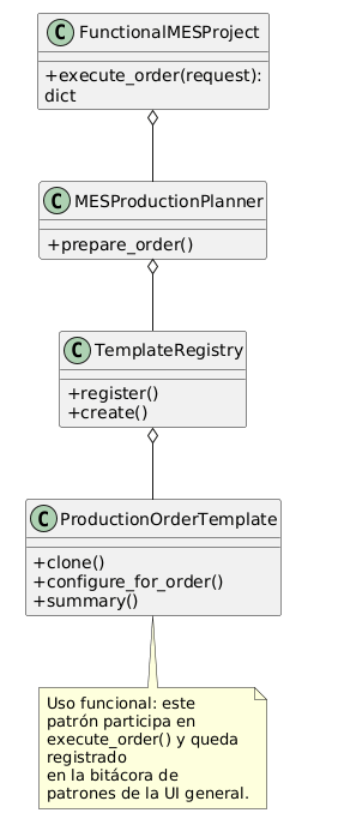 C FunctionalMESProject
+execute_order(request):
dict
C MESProductionPlanner
+prepare_order()
C TemplateRegistry
+register()
+create()
C ProductionOrderTemplate
+clone()
+configure_for_order()
+summary()
Uso funcional: este
patrón participa en
execute_order() y queda
registrado
en la bitácora de
patrones de la UI general.